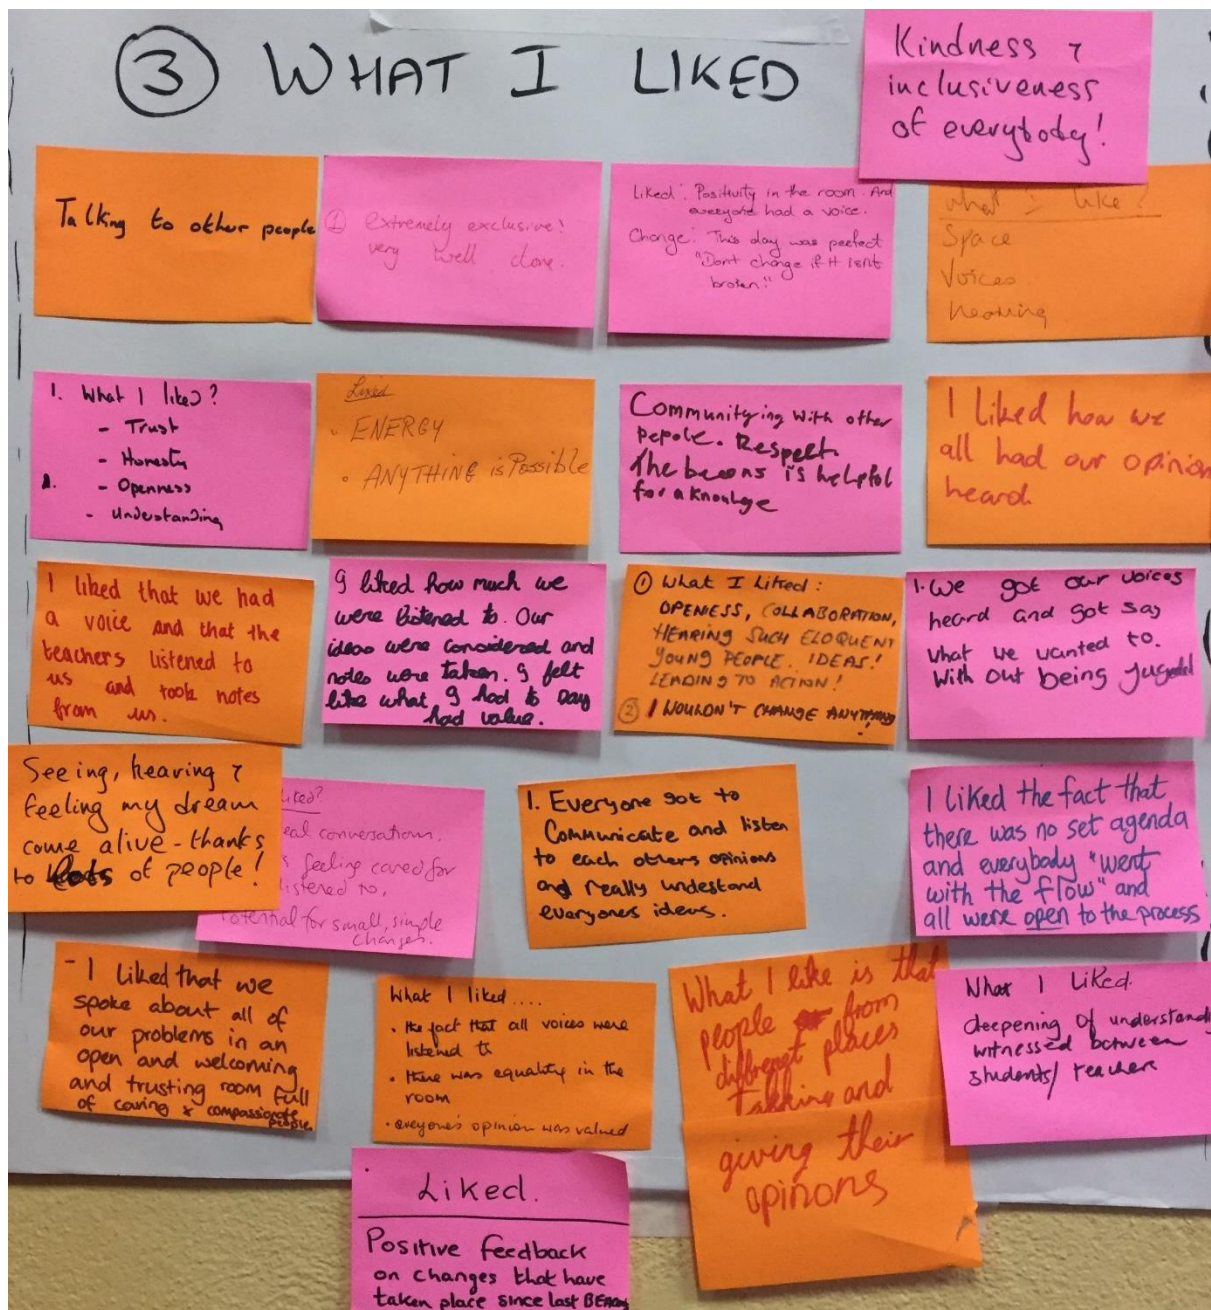 ③ WHAT I LIKED
Kindness &
inclusiveness
of everybody!
Talking to other people
① extremely exclusive!
very well done.
Liked: Positivity in the room. And
everyone had a voice.
Change: This day was perfect
"Dont change if it isnt
broken."
What I like?
Space
Voices
hearing
1. What I liked?
- Trust
- Honesty
- Openness
- Understanding
Liked
• ENERGY
• ANYTHING is Possible
Communitying with other
pepole. Respect.
The beacons is helpfol
for a knowlege
I liked how we
all had our opinion
heard
I liked that we had
a voice and that the
teachers listened to
us and took notes
from us.
I liked how much we
were listened to. Our
ideas were considered and
notes were taken. I felt
like what I had to say
had value.
① What I Liked:
OPENESS, COLLABORATION,
HEARING SUCH ELOQUENT
YOUNG PEOPLE. IDEAS!
LEADING TO ACTION!
② I WOULDN'T CHANGE ANYTHING!
1. We got our voices
heard and got say
what we wanted to.
With out being jugded
Seeing, hearing &
feeling my dream
come alive - thanks
to lots of people!
liked?
real conversations.
feeling cared for
listened to,
Potential for small, simple
changes.
1. Everyone got to
Communicate and listen
to each others opinions
and really undestand
everyones ideas.
I liked the fact that
there was no set agenda
and everybody "went
with the flow" and
all were open to the process
- I liked that we
spoke about all of
our problems in an
open and welcoming
and trusting room full
of caring & compassionate
people.
What I liked....
• the fact that all voices were
listened to
• there was equality in the
room
• everyone's opinion was valued
What I like is that
people from
different places
Talking and
giving their
opinions
What I Liked:
deepening of understanding
witnessed between
students/teachers
Liked.
Positive feedback
on changes that have
taken place since last BEACON